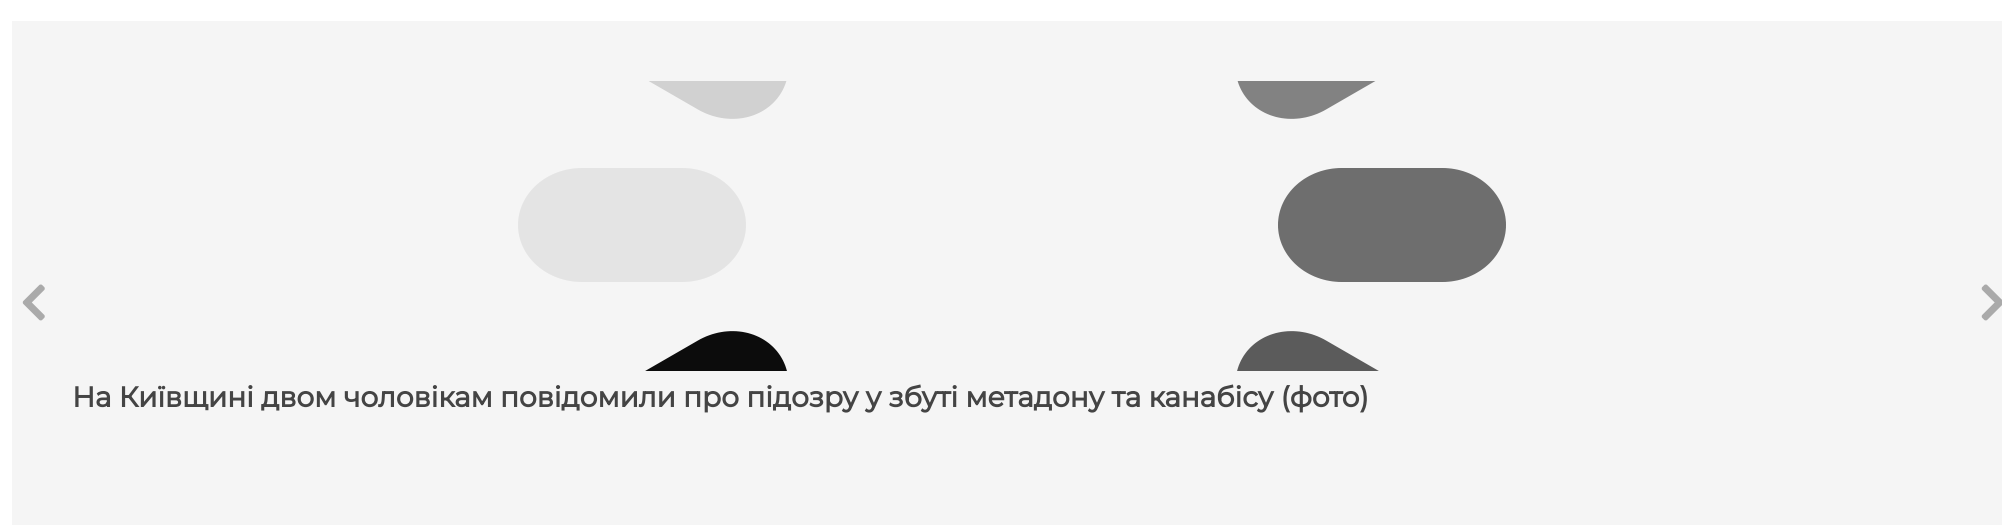 На Київщині двом чоловікам повідомили про підозру у збуті метадону та канабісу (фото)